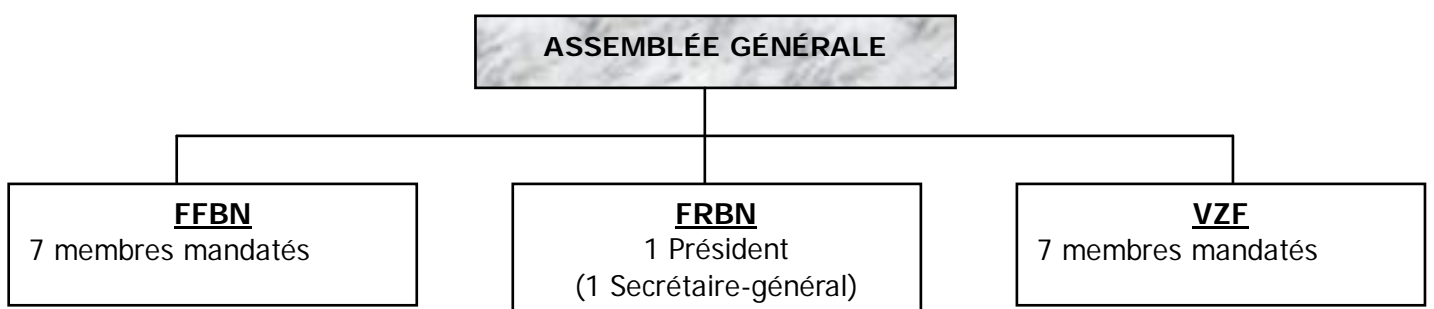 ASSEMBLÉE GÉNÉRALE
FFBN
7 membres mandatés
FRBN
1 Président
(1 Secrétaire-général)
VZF
7 membres mandatés